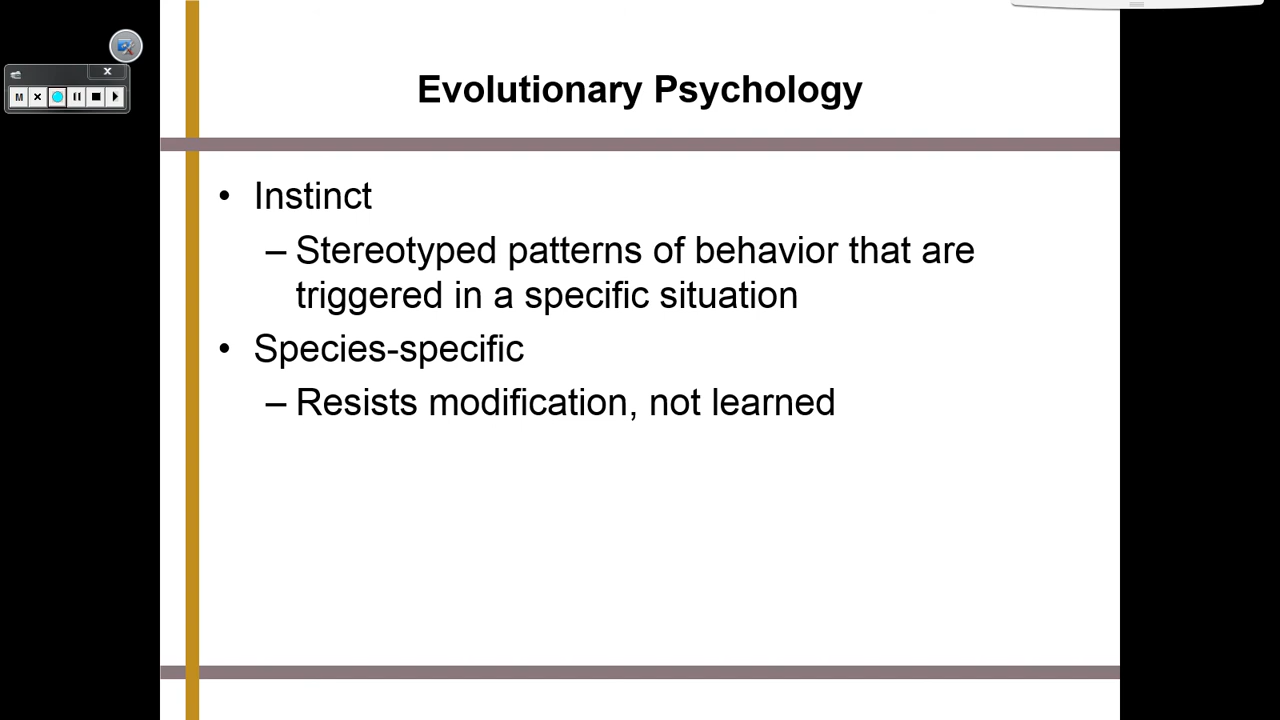 Evolutionary Psychology
M
• Instinct
– Stereotyped patterns of behavior that are
triggered in a specific situation
• Species-specific
– Resists modification, not learned